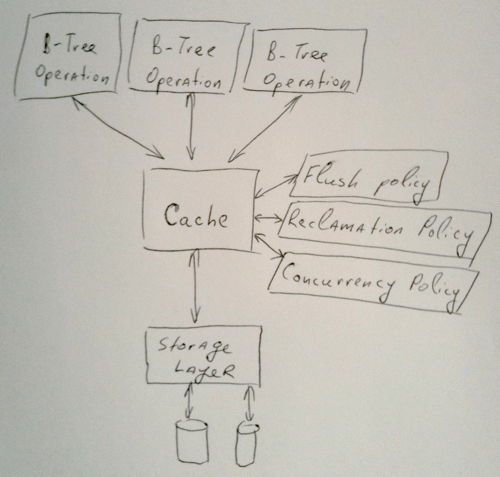 B-Tree
Operation
B-Tree
Operation
B-Tree
Operation
Flush policy
Cache
Reclamation Policy
Concurrency Policy
Storage
Layer